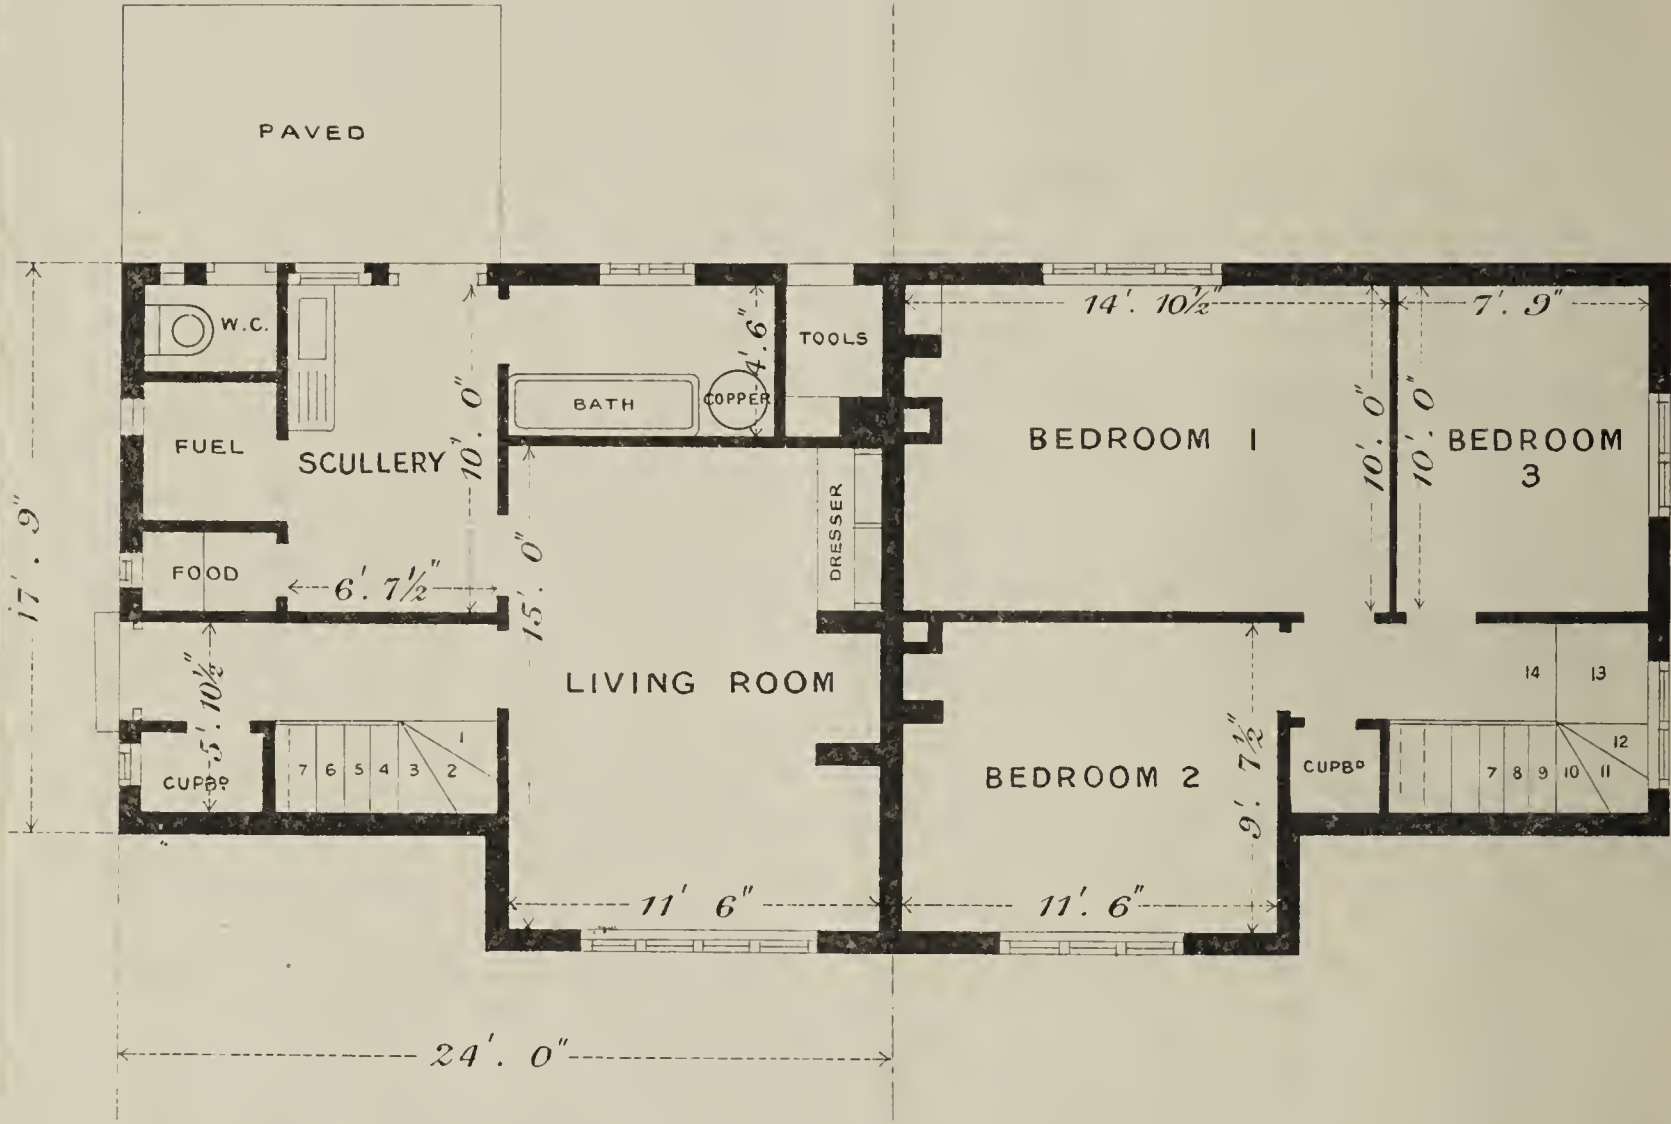 PAVED
W.C.
FUEL
FOOD
SCULLERY
10'. 0"
6'. 7½"
BATH
COPPER
4'. 6"
TOOLS
DRESSER
15'. 0"
LIVING ROOM
11' 6"
5'. 10½"
CUPBD.
7 6 5 4 3 2 1
17'. 9"
24'. 0"
14'. 10½"
BEDROOM 1
10'. 0"
7'. 9"
10'. 0"
BEDROOM
3
BEDROOM 2
9'. 7½"
11'. 6"
CUPBD
14 13
12
7 8 9 10 11